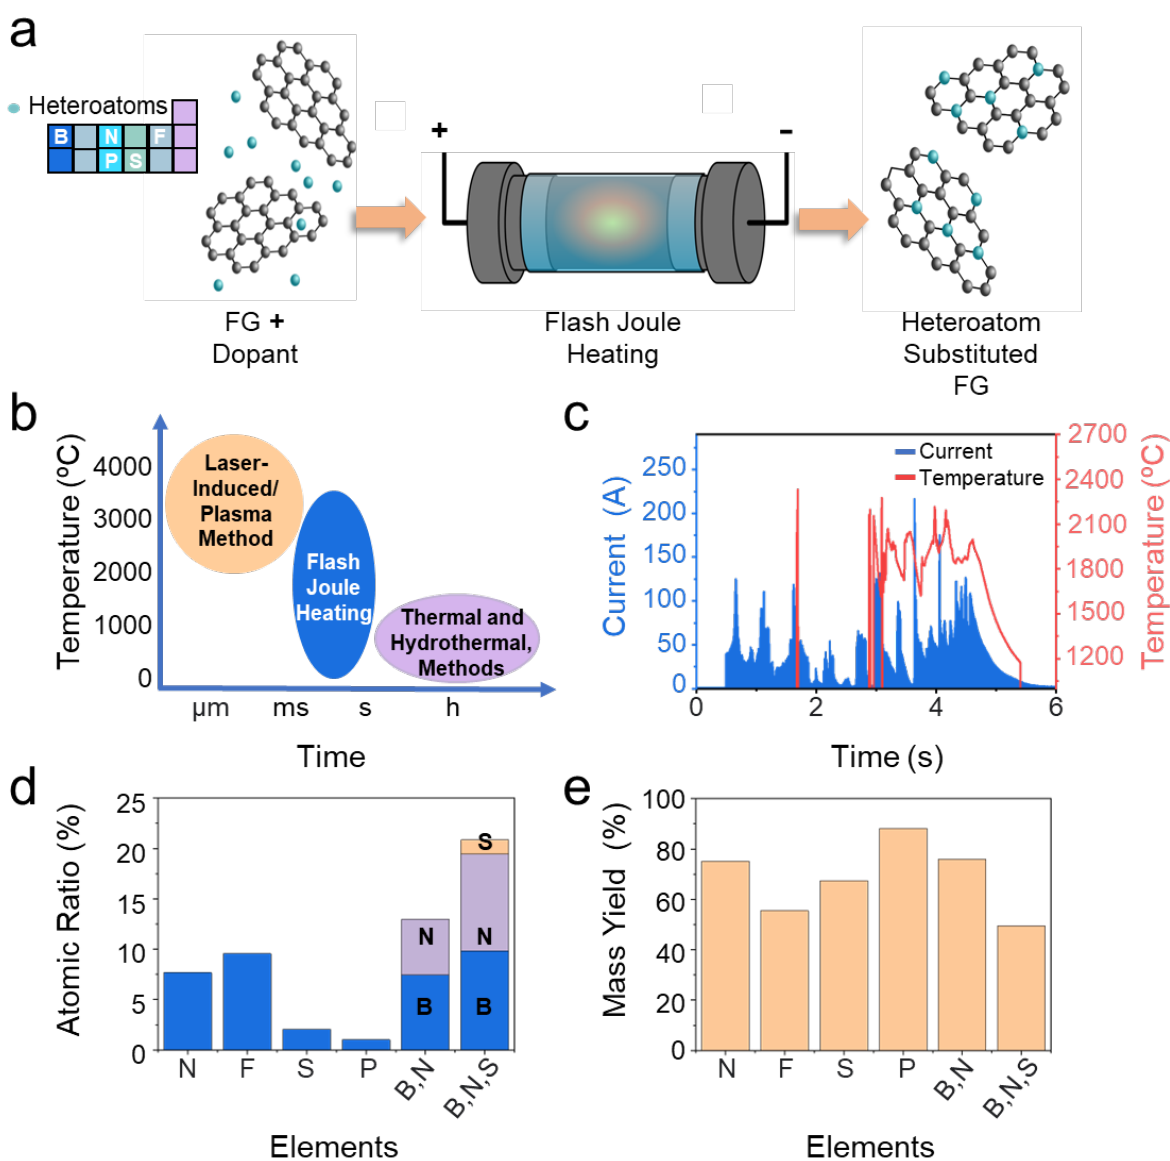 a
Heteroatoms
B N F
P S
+ -
FG +
Dopant
Flash Joule
Heating
Heteroatom
Substituted
FG
b
Temperature (ºC)
4000
3000
2000
1000
0
Laser-
Induced/
Plasma
Method
Flash
Joule
Heating
Thermal and
Hydrothermal,
Methods
µm ms s h
Time
c
Current (A)
250
200
150
100
50
0
Current
Temperature
2700
2400
2100
1800
1500
1200
Temperature (ºC)
0 2 4 6
Time (s)
d
Atomic Ratio (%)
25
20
15
10
5
0
S
N N
B B
N F S P B,N B,N,S
Elements
e
Mass Yield (%)
100
80
60
40
20
0
N F S P B,N B,N,S
Elements